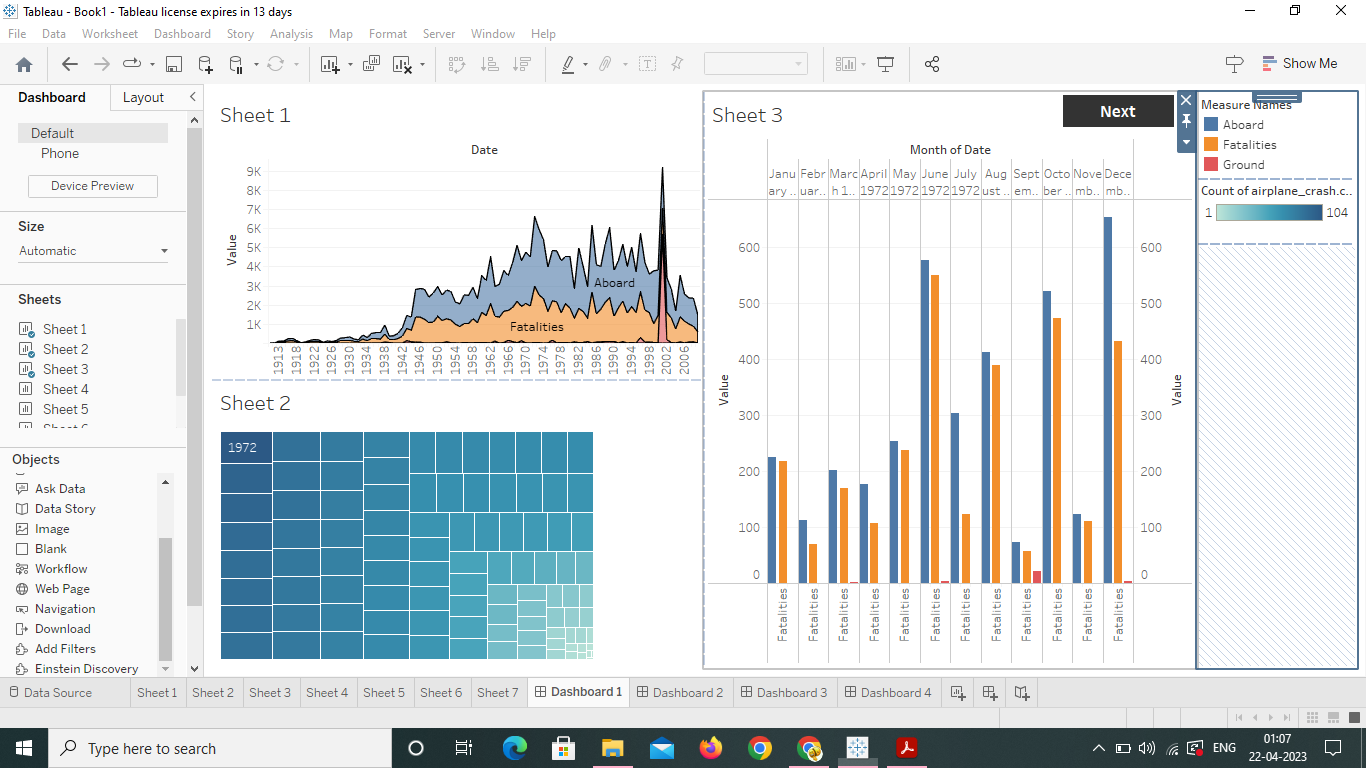 Tableau - Book1 - Tableau license expires in 13 days
File Data Worksheet Dashboard Story Analysis Map Format Server Window Help
Show Me
Dashboard Layout
Default
Phone
Device Preview
Size
Automatic
Sheets
Sheet 1
Sheet 2
Sheet 3
Sheet 4
Sheet 5
Objects
Ask Data
Data Story
Image
Blank
Workflow
Web Page
Navigation
Download
Add Filters
Einstein Discovery
Sheet 1
Date
Value
9K
8K
7K
6K
5K
4K
3K
2K
1K
Aboard
Fatalities
1913 1918 1922 1926 1930 1934 1938 1942 1946 1950 1954 1958 1962 1966 1970 1974 1978 1982 1986 1990 1994 1998 2002 2006
Sheet 2
1972
Sheet 3
Next
Month of Date
Janu Febr Marc April May June July Aug Sept Octo Nove Dece
ary .. uar.. h 1.. 1972 1972 1972 1972 ust .. em.. ber .. mb.. mb..
Value
600 600
500 500
400 400
300 300
200 200
100 100
0 0
Value
Fatalities Fatalities Fatalities Fatalities Fatalities Fatalities Fatalities Fatalities Fatalities Fatalities Fatalities Fatalities
Measure Names
Aboard
Fatalities
Ground
Count of airplane_crash.c..
1 104
Data Source Sheet 1 Sheet 2 Sheet 3 Sheet 4 Sheet 5 Sheet 6 Sheet 7 Dashboard 1 Dashboard 2 Dashboard 3 Dashboard 4
Type here to search
ENG
01:07
22-04-2023